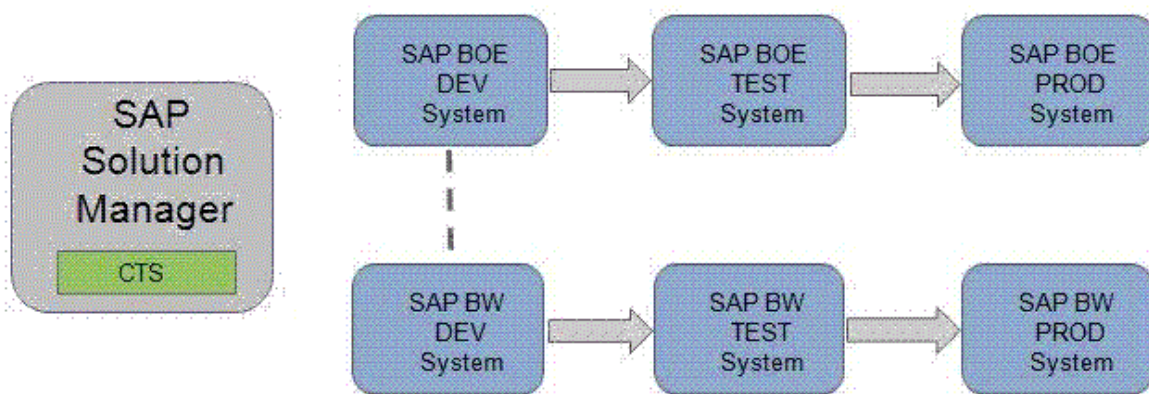 SAP
Solution
Manager
CTS
SAP BOE
DEV
System
SAP BOE
TEST
System
SAP BOE
PROD
System
SAP BW
DEV
System
SAP BW
TEST
System
SAP BW
PROD
System